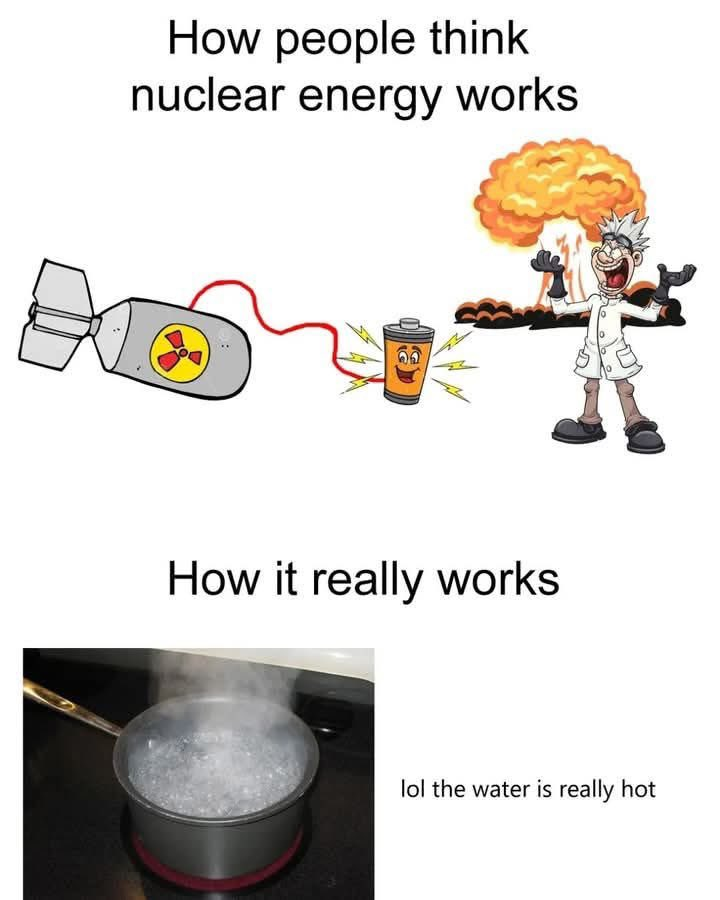 How people think
nuclear energy works
How it really works
lol the water is really hot